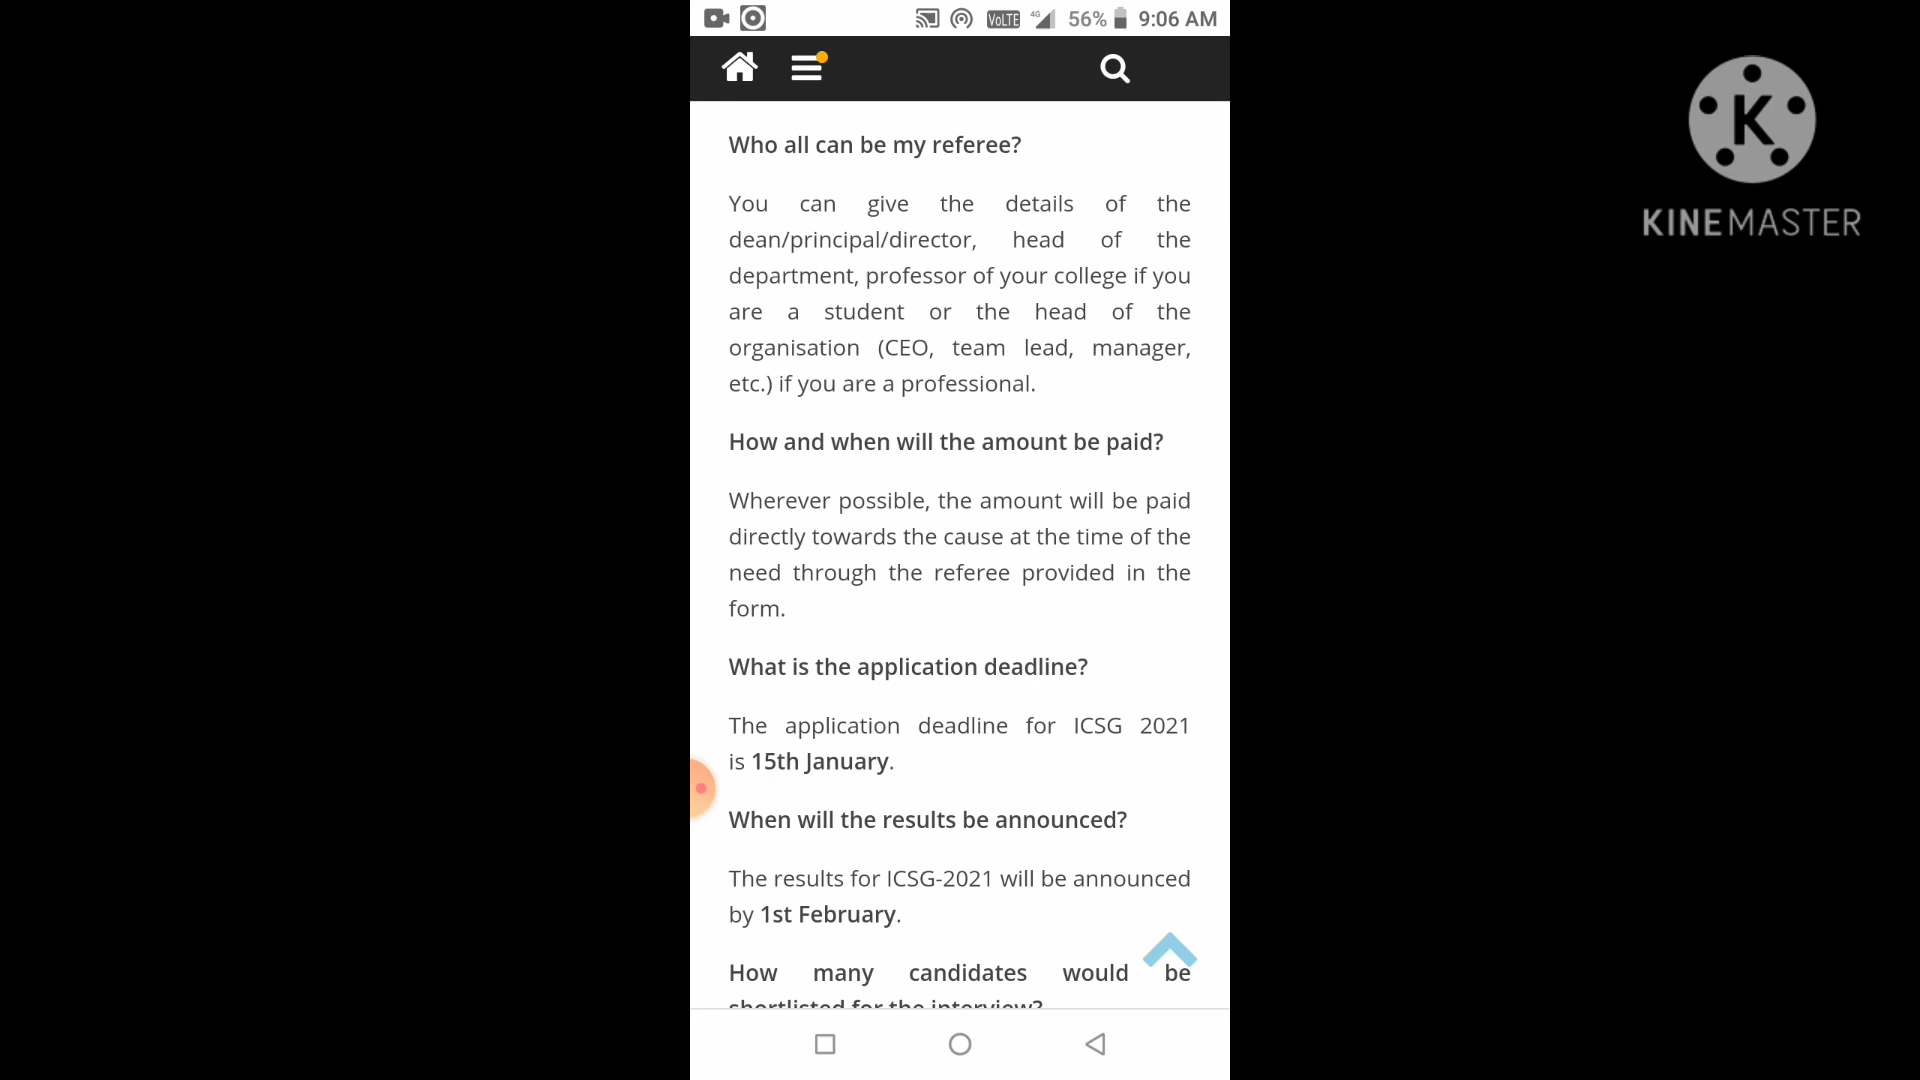 VoLTE 4G 56% 9:06 AM
K
KINEMASTER
Who all can be my referee?
You can give the details of the
dean/principal/director, head of the
department, professor of your college if you
are a student or the head of the
organisation (CEO, team lead, manager,
etc.) if you are a professional.
How and when will the amount be paid?
Wherever possible, the amount will be paid
directly towards the cause at the time of the
need through the referee provided in the
form.
What is the application deadline?
The application deadline for ICSG 2021
is 15th January.
When will the results be announced?
The results for ICSG-2021 will be announced
by 1st February.
How many candidates would be
shortlisted for the interview?